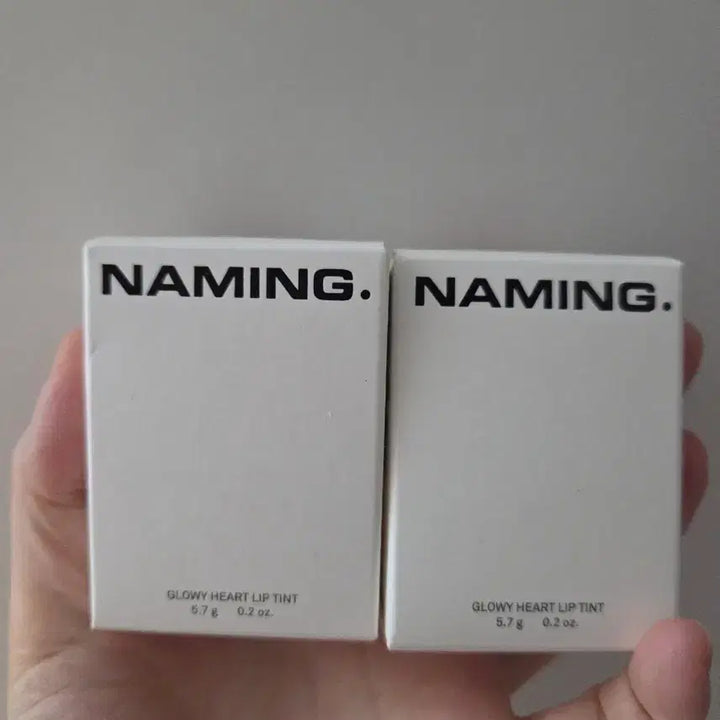 NAMING.
GLOWY HEART LIP TINT
5.7 g 0.2 oz.
NAMING.
GLOWY HEART LIP TINT
5.7 g 0.2 oz.